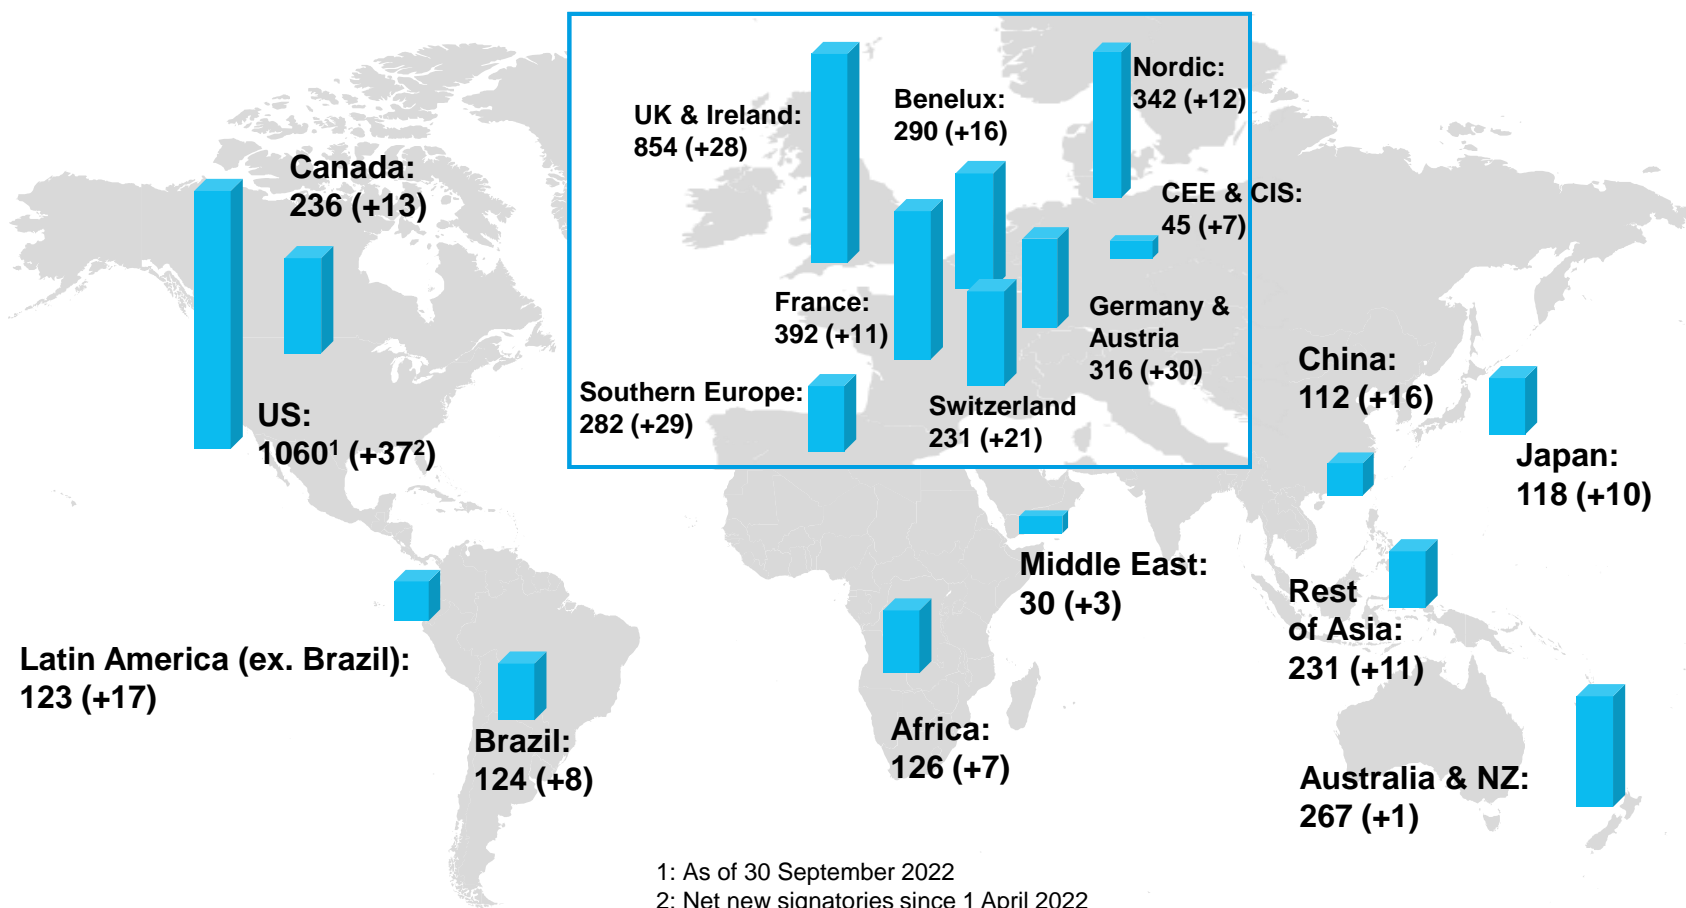 Nordic:
342 (+12)
Benelux:
290 (+16)
UK & Ireland:
854 (+28)
Canada:
236 (+13)
CEE & CIS:
45 (+7)
France:
392 (+11)
Germany &
Austria
316 (+30)
China:
112 (+16)
Southern Europe:
282 (+29)
Switzerland
231 (+21)
US:
1060¹ (+37²)
Japan:
118 (+10)
Middle East:
30 (+3)
Rest
of Asia:
231 (+11)
Latin America (ex. Brazil):
123 (+17)
Brazil:
124 (+8)
Africa:
126 (+7)
Australia & NZ:
267 (+1)
1: As of 30 September 2022
2: Net new signatories since 1 April 2022